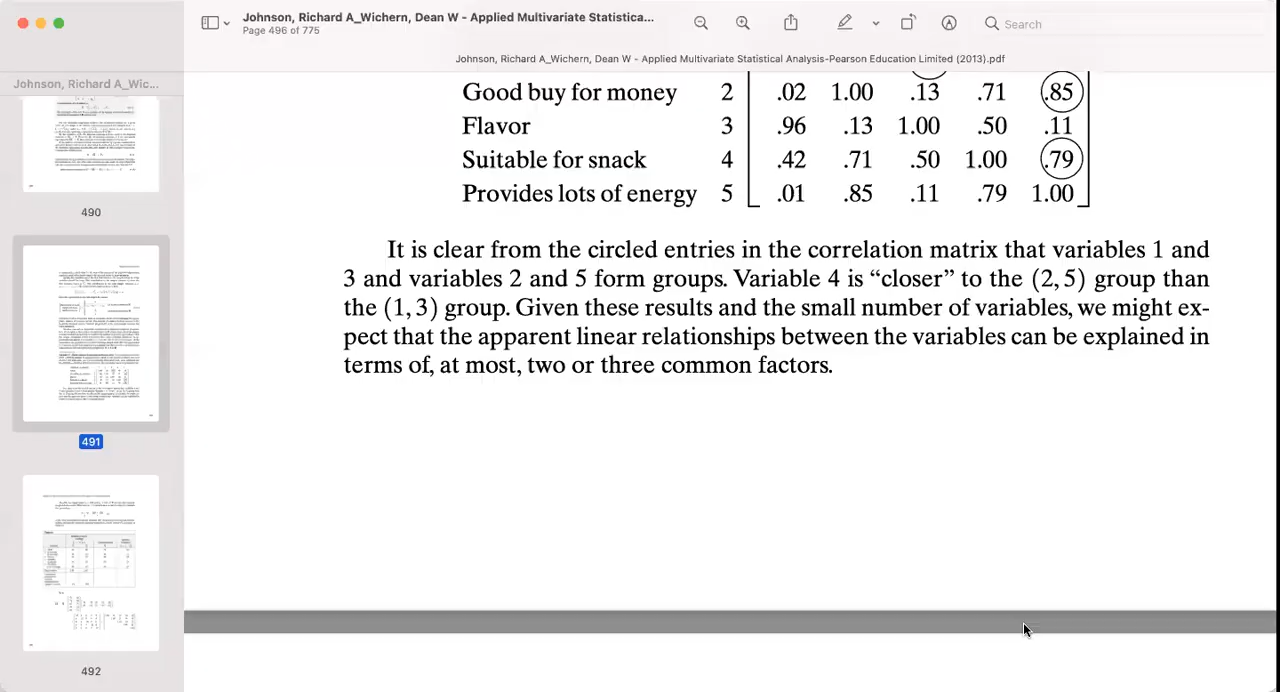 Johnson, Richard A_Wichern, Dean W - Applied Multivariate Statistica...
Page 496 of 775
Search
Johnson, Richard A_Wic...
Johnson, Richard A_Wichern, Dean W - Applied Multivariate Statistical Analysis-Pearson Education Limited (2013).pdf
490
491
492
Good buy for money 2 .02 1.00 .13 .71 .85
Flavor 3 .96 .13 1.00 .50 .11
Suitable for snack 4 .42 .71 .50 1.00 .79
Provides lots of energy 5 .01 .85 .11 .79 1.00
It is clear from the circled entries in the correlation matrix that variables 1 and
3 and variables 2 and 5 form groups. Variable 4 is “closer” to the (2, 5) group than
the (1, 3) group. Given these results and the small number of variables, we might ex-
pect that the apparent linear relationships between the variables can be explained in
terms of, at most, two or three common factors.